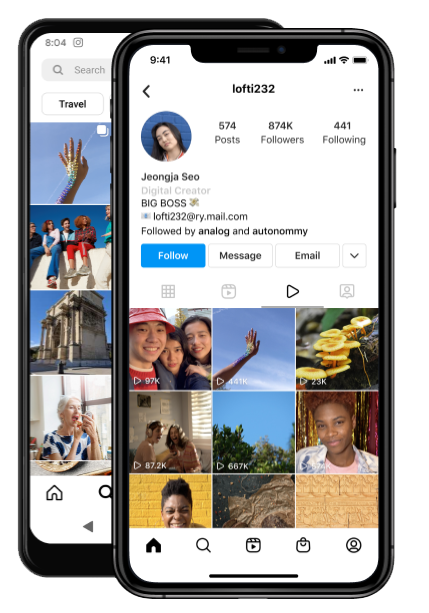 8:04
Search
Travel
9:41
lofti232
574 874K 441
Posts Followers Following
Jeongja Seo
Digital Creator
BIG BOSS 💸
📧 lofti232@ry.mail.com
Followed by analog and autonommy
Follow Message Email
97K 441K 23K
87.2K 667K